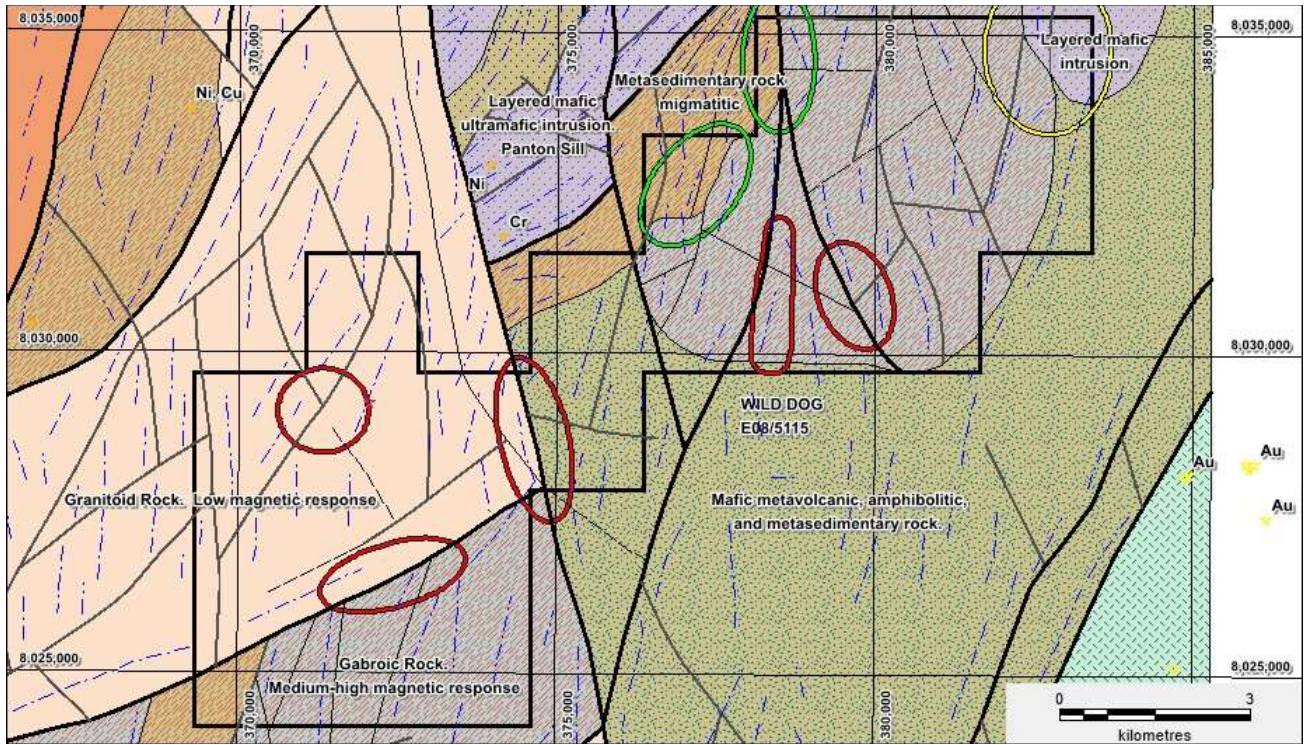 8,035,000
370,000
375,000
380,000
385,000
8,035,000
Layered mafic
intrusion
Ni, Cu
Metasedimentary rock
migmatitic
Layered mafic
ultramafic intrusion.
Panton Sill
Ni
Cr
8,030,000
8,030,000
WILD DOG
E08/5115
Au
Au
Au
Granitoid Rock. Low magnetic response
Mafic metavolcanic, amphibolitic,
and metasedimentary rock.
8,025,000
8,025,000
Gabroic Rock.
Medium-high magnetic response
370,000
375,000
380,000
0 3
kilometres